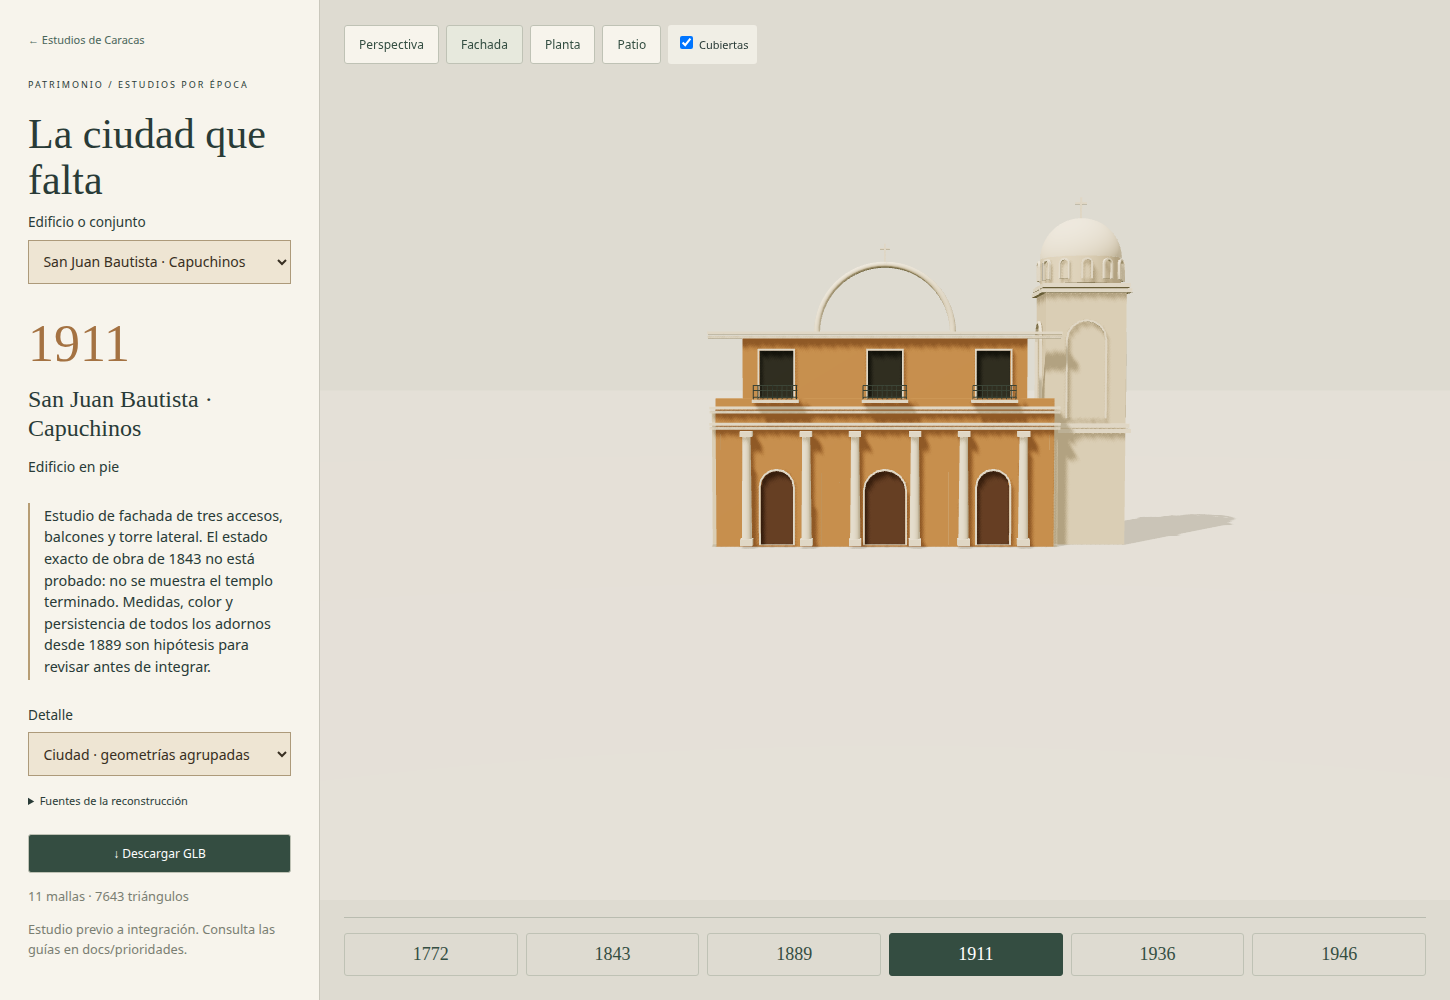 ← Estudios de Caracas
PATRIMONIO / ESTUDIOS POR ÉPOCA
La ciudad que
falta
Edificio o conjunto
San Juan Bautista · Capuchinos
1911
San Juan Bautista ·
Capuchinos
Edificio en pie
Estudio de fachada de tres accesos,
balcones y torre lateral. El estado
exacto de obra de 1843 no está
probado: no se muestra el templo
terminado. Medidas, color y
persistencia de todos los adornos
desde 1889 son hipótesis para
revisar antes de integrar.
Detalle
Ciudad · geometrías agrupadas
Fuentes de la reconstrucción
↓ Descargar GLB
11 mallas · 7643 triángulos
Estudio previo a integración. Consulta las
guías en docs/prioridades.
Perspectiva Fachada Planta Patio Cubiertas
1772 1843 1889 1911 1936 1946